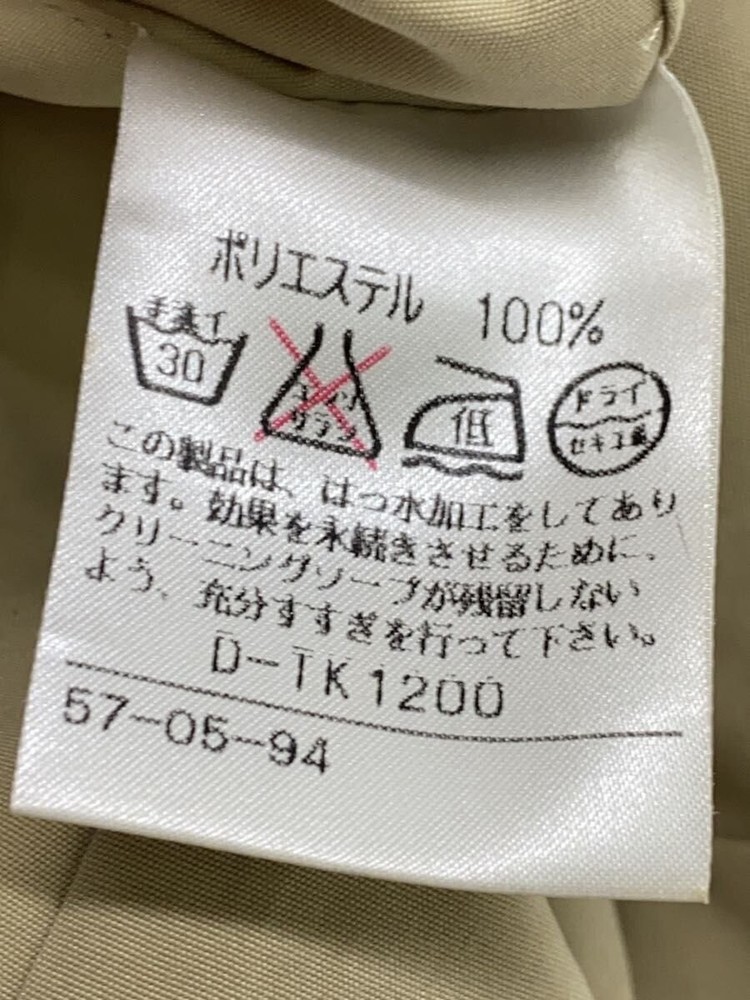 ポリエステル 100%
手洗イ
30
エンソ
サラシ
低
ドライ
セキユ系
この製品は、はっ水加工をしてあり
ます。効果を永続きさせるために、
クリーニングソープが残留しない
よう、充分すすぎを行って下さい。
D-TK1200
57-05-94